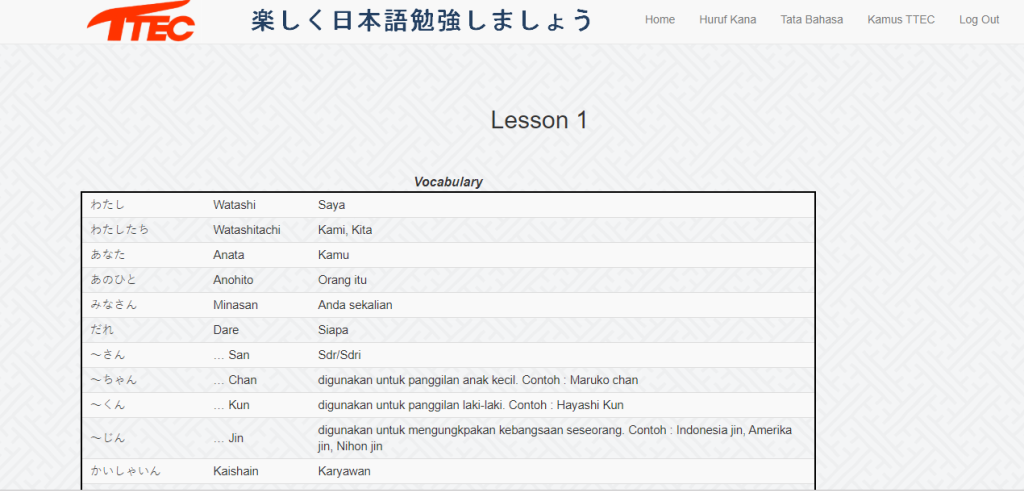 TTEC 楽しく日本語勉強しましょう Home Huruf Kana Tata Bahasa Kamus TTEC Log Out
Lesson 1
Vocabulary
わたし Watashi Saya
わたしたち Watashitachi Kami, Kita
あなた Anata Kamu
あのひと Anohito Orang itu
みなさん Minasan Anda sekalian
だれ Dare Siapa
～さん … San Sdr/Sdri
～ちゃん … Chan digunakan untuk panggilan anak kecil. Contoh : Maruko chan
～くん … Kun digunakan untuk panggilan laki-laki. Contoh : Hayashi Kun
～じん … Jin digunakan untuk mengungkpakan kebangsaan seseorang. Contoh : Indonesia jin, Amerika
jin, Nihon jin
かいしゃいん Kaishain Karyawan